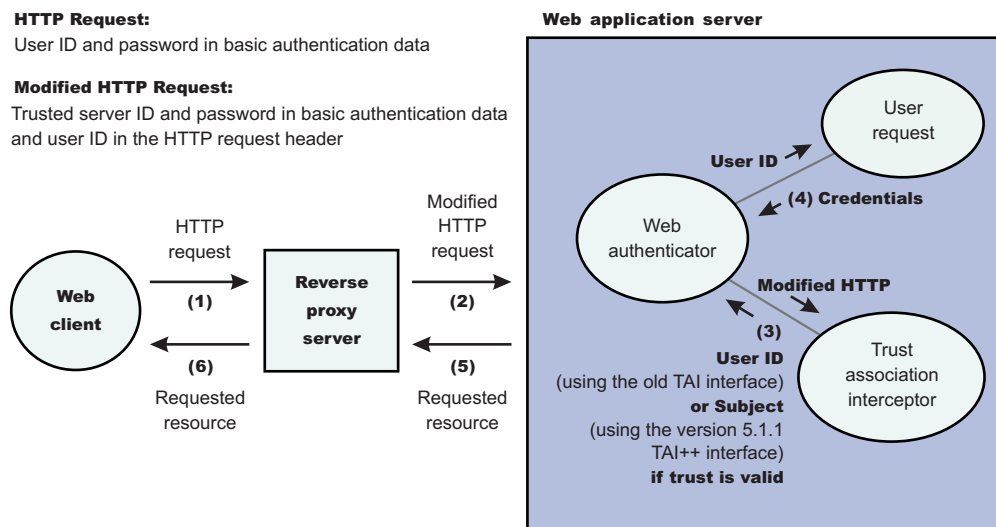 HTTP Request:
User ID and password in basic authentication data
Modified HTTP Request:
Trusted server ID and password in basic authentication data
and user ID in the HTTP request header
Web application server
User
request
User ID
(4) Credentials
Web
authenticator
Modified HTTP
(3)
User ID
(using the old TAI interface)
or Subject
(using the version 5.1.1
TAI++ interface)
if trust is valid
Trust
association
interceptor
Web
client
HTTP
request
(1)
(6)
Requested
resource
Reverse
proxy
server
Modified
HTTP
request
(2)
(5)
Requested
resource